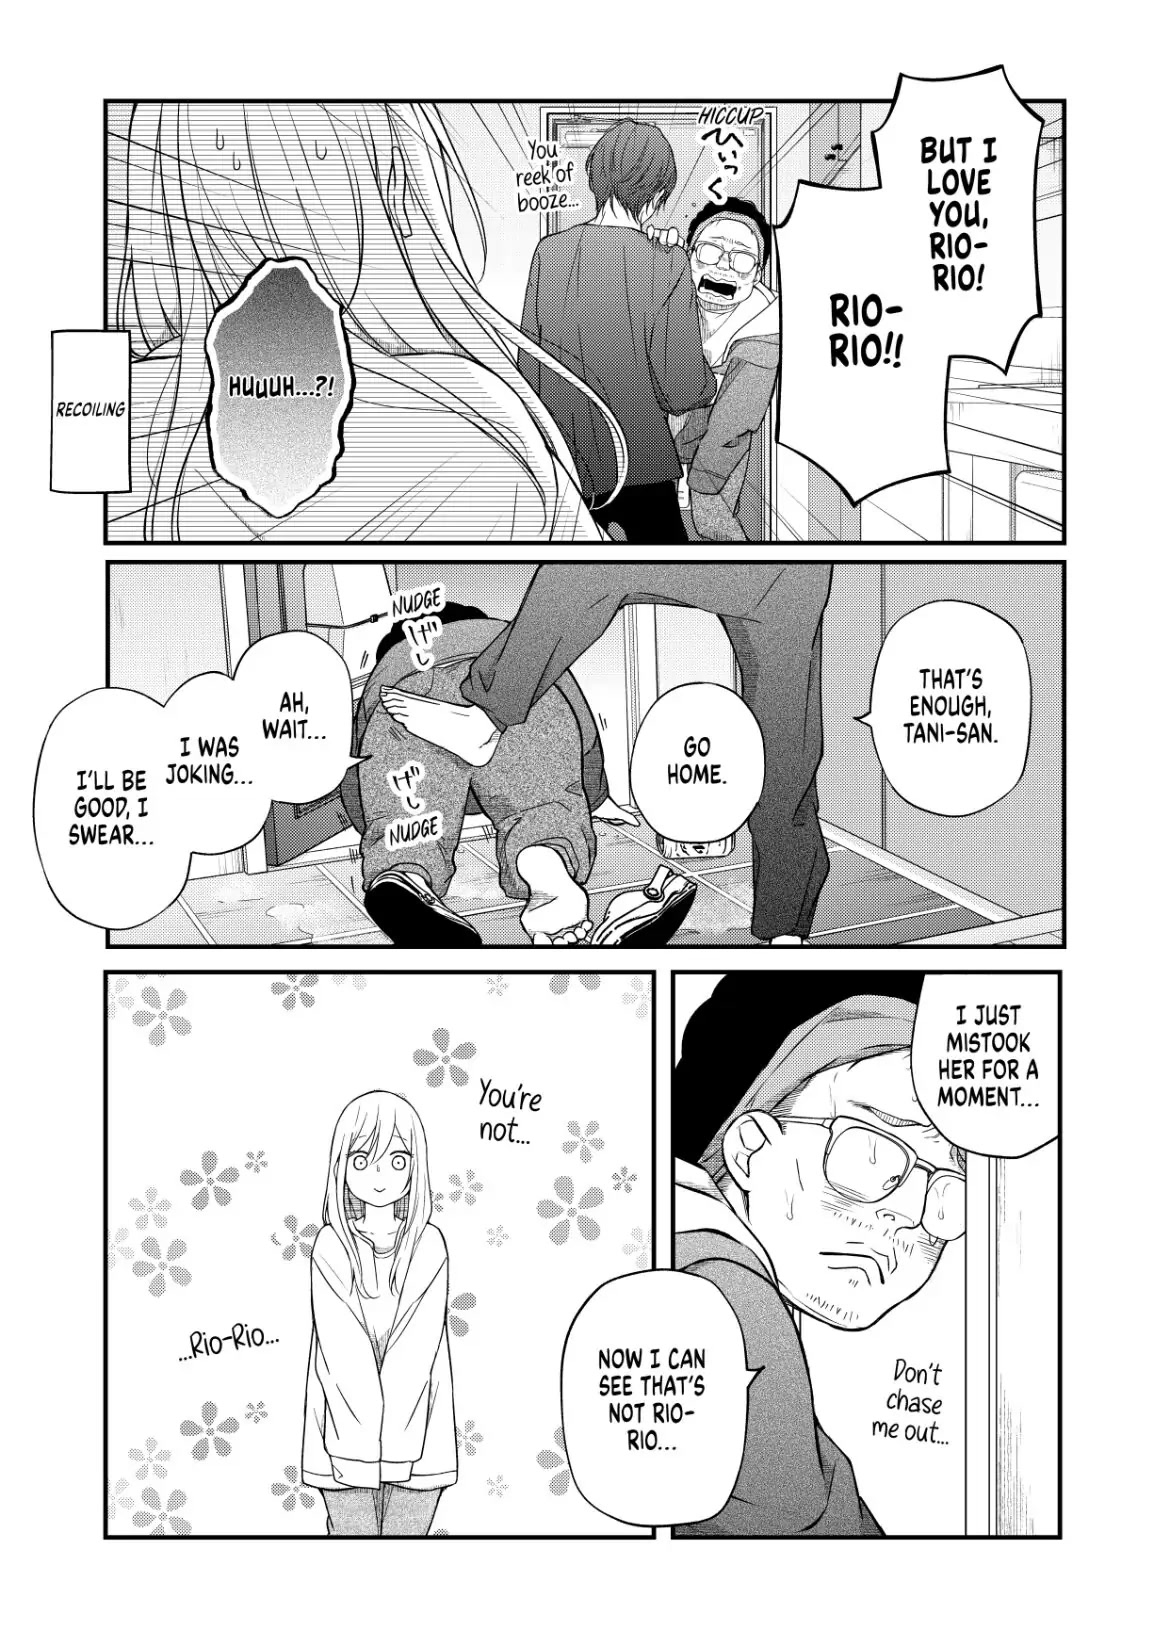 BUT I
LOVE
YOU,
RIO-
RIO!
RIO-
RIO!!
HICCUP
ひぃっく
You
reek of
booze...
HUUUH...?!
RECOILING
THAT'S
ENOUGH,
TANI-SAN.
GO
HOME.
NUDGE
げし
げし
NUDGE
AH,
WAIT...
I WAS
JOKING...
I'LL BE
GOOD, I
SWEAR...
I JUST
MISTOOK
HER FOR A
MOMENT...
Don't
chase
me out...
NOW I CAN
SEE THAT'S
NOT RIO-
RIO...
You're
not...
...Rio-Rio...